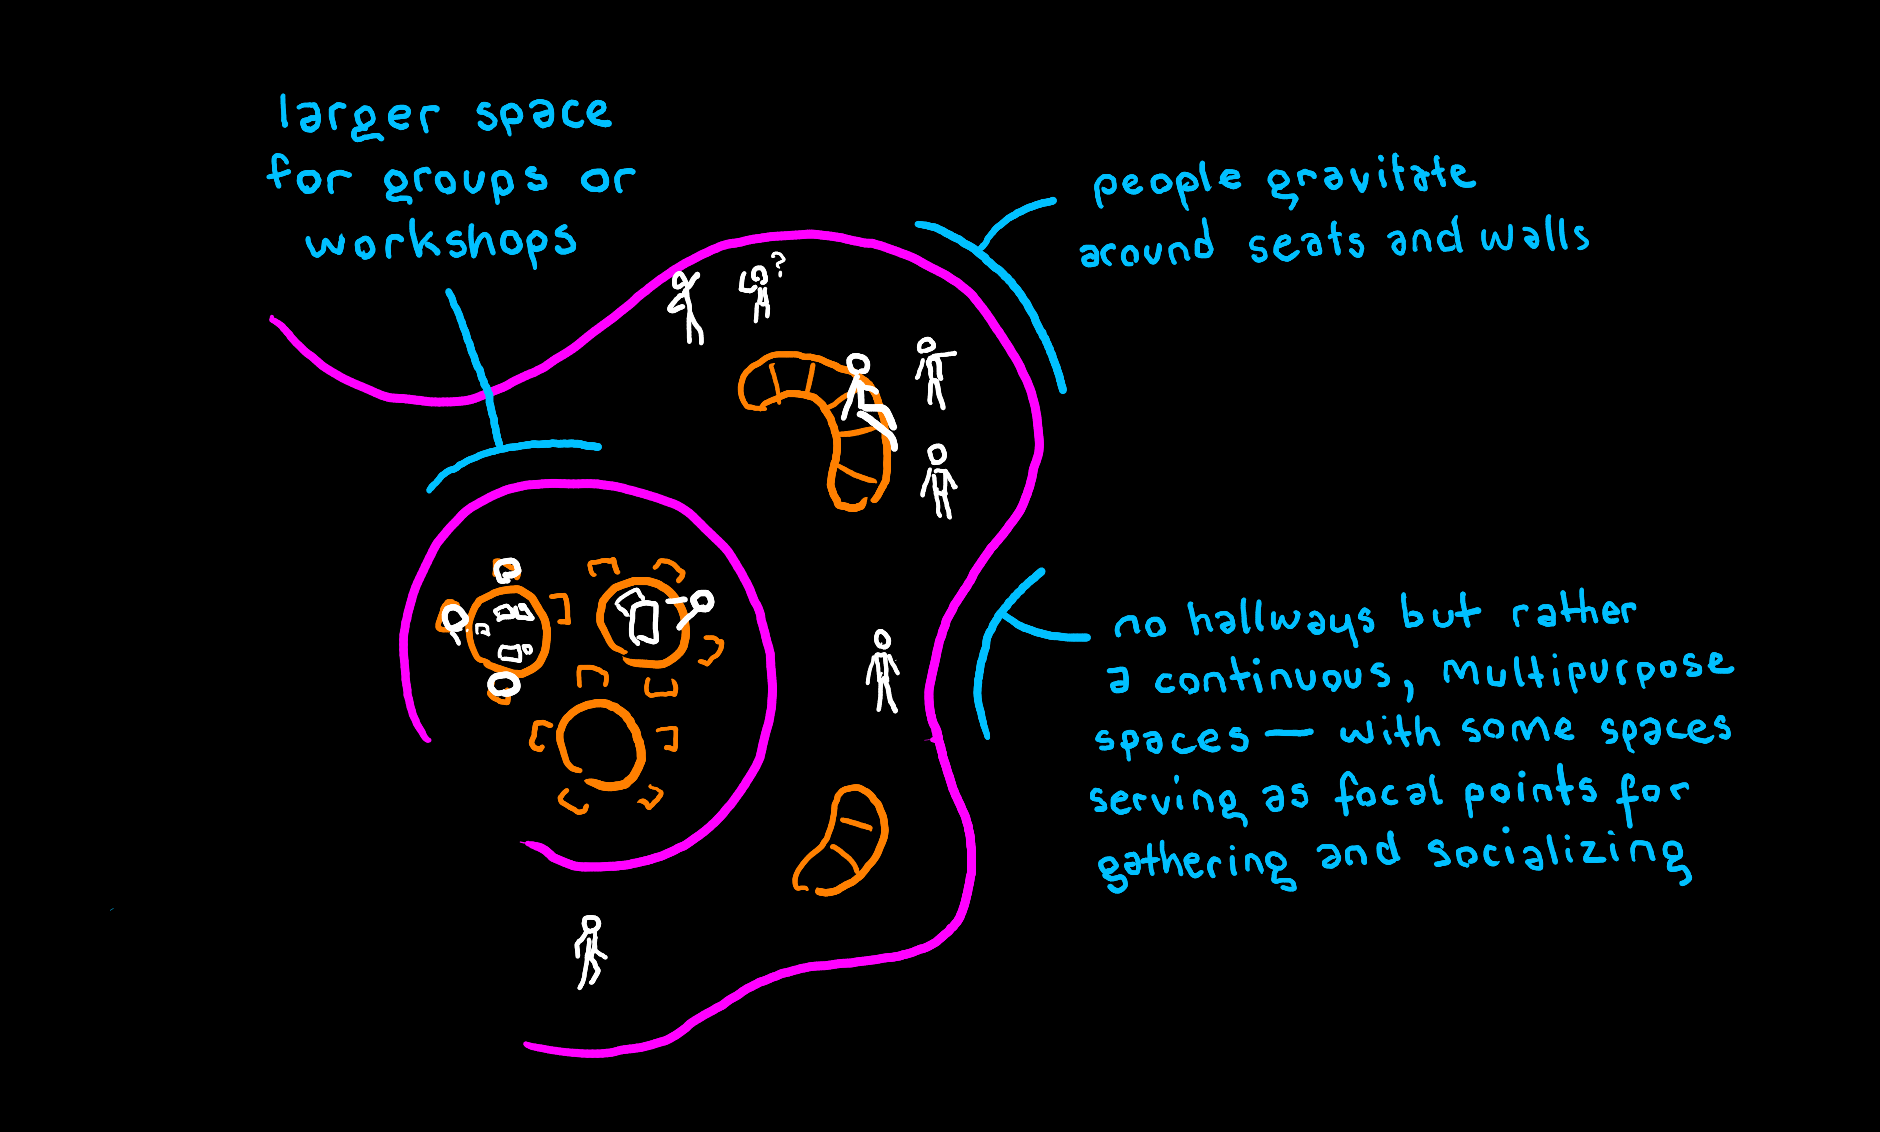 larger space
for groups or
workshops
people gravitate
around seats and walls
?
no hallways but rather
a continuous, multipurpose
spaces — with some spaces
serving as focal points for
gathering and socializing